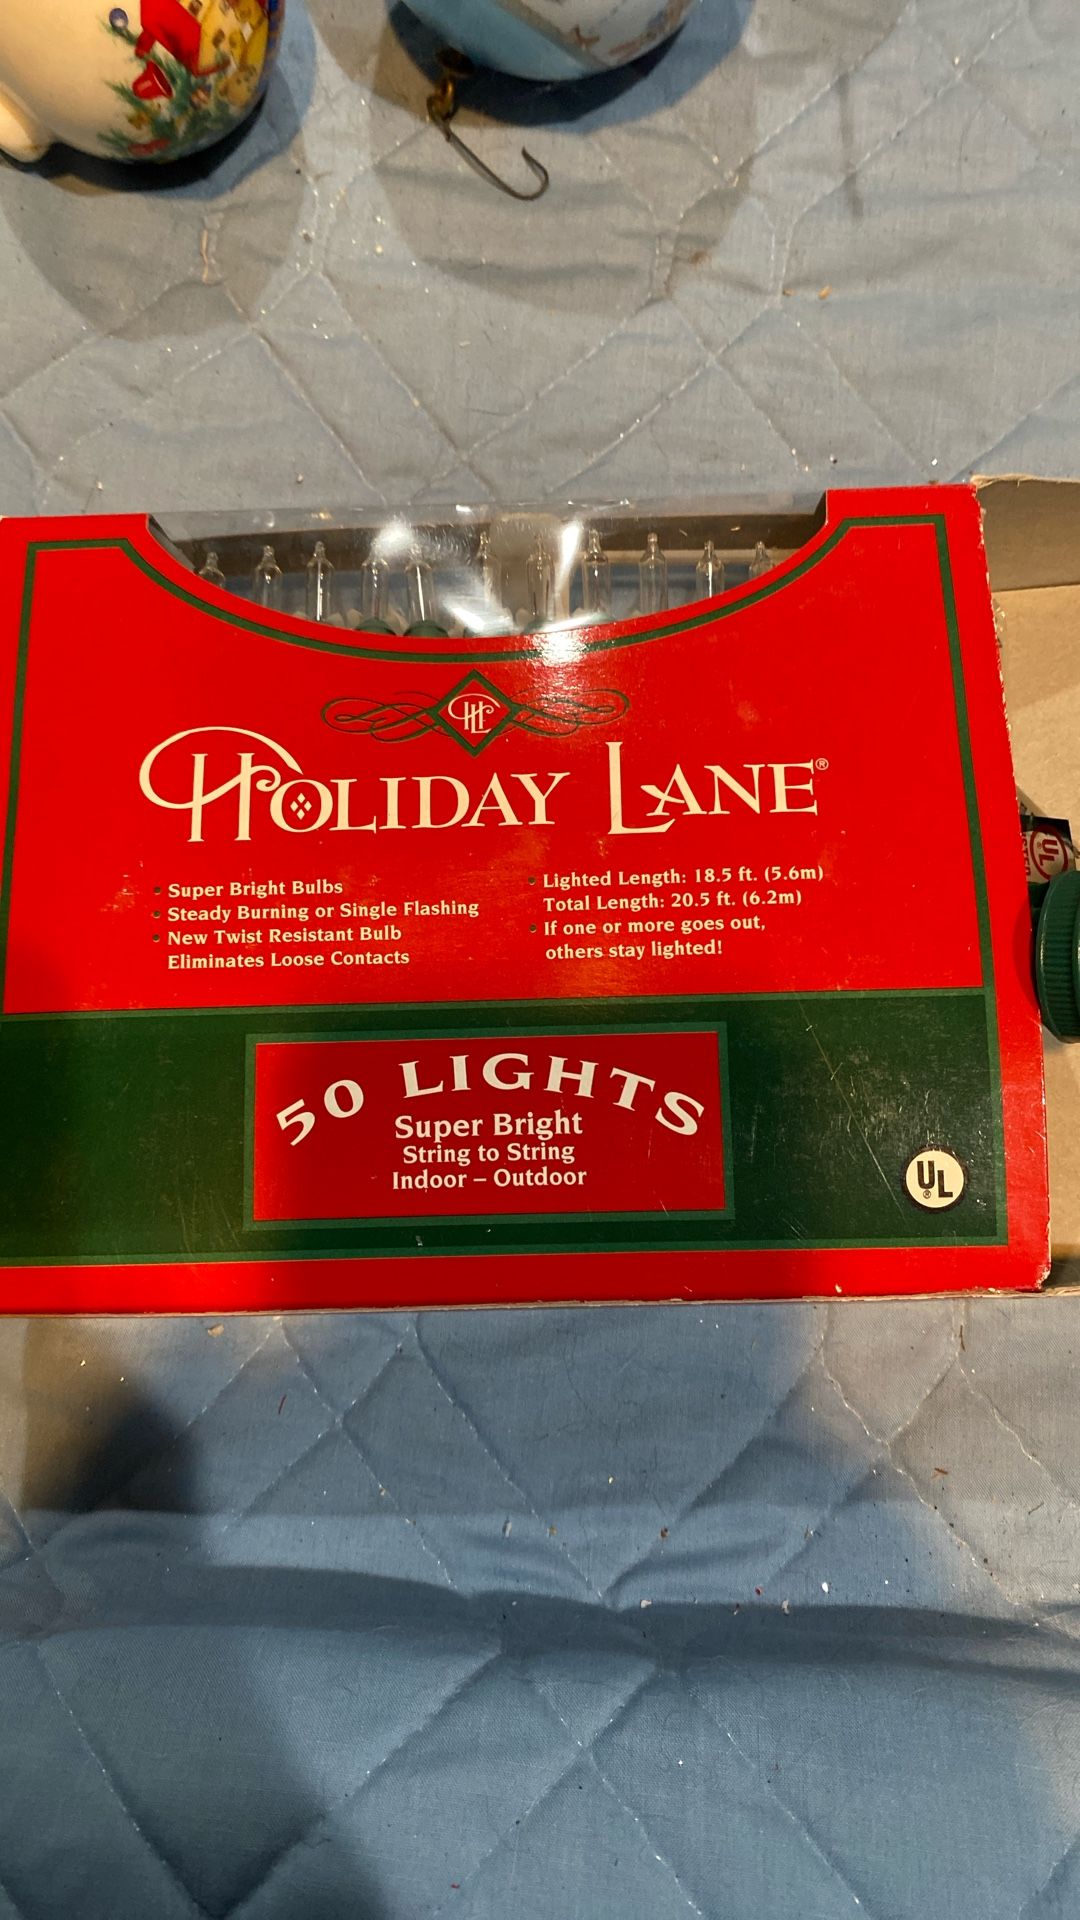 HL
HOLIDAY LANE®
• Super Bright Bulbs
• Steady Burning or Single Flashing
• New Twist Resistant Bulb
Eliminates Loose Contacts
• Lighted Length: 18.5 ft. (5.6m)
Total Length: 20.5 ft. (6.2m)
• If one or more goes out,
others stay lighted!
50 LIGHTS
Super Bright
String to String
Indoor – Outdoor
UL®
UL